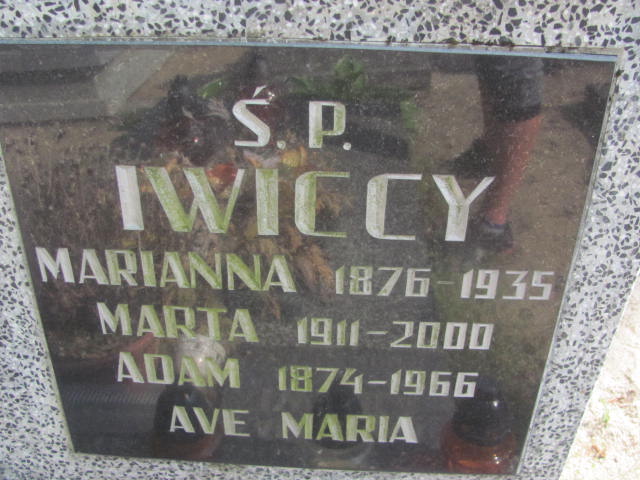 Ś. P.
IWICCY
MARIANNA 1876-1935
MARTA 1911-2000
ADAM 1874-1966
AVE MARIA